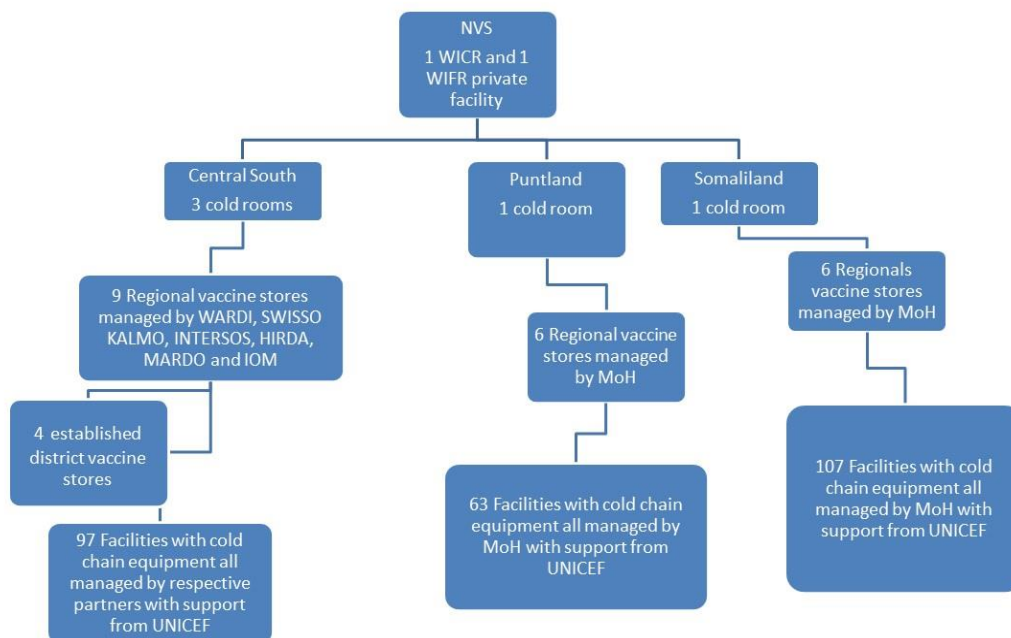 NVS
1 WICR and 1
WIFR private
facility
Central South
3 cold rooms
Puntland
1 cold room
Somaliland
1 cold room
9 Regional vaccine stores
managed by WARDI, SWISSO
KALMO, INTERSOS, HIRDA,
MARDO and IOM
6 Regional vaccine
stores managed
by MoH
6 Regionals
vaccine stores
managed by MoH
4 established
district vaccine
stores
97 Facilities with cold
chain equipment all
managed by respective
partners with support
from UNICEF
63 Facilities with cold chain
equipment all managed by
MoH with support from
UNICEF
107 Facilities with cold
chain equipment all
managed by MoH with
support from UNICEF